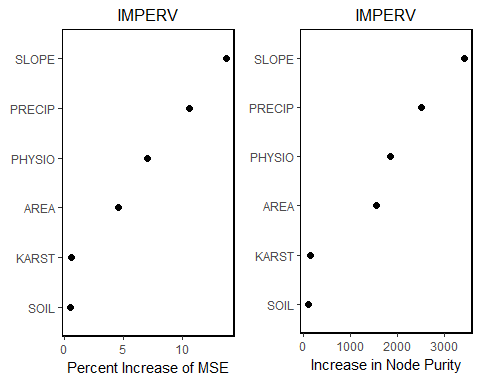 IMPERV
SLOPE
PRECIP
PHYSIO
AREA
KARST
SOIL
0 5 10
Percent Increase of MSE
IMPERV
SLOPE
PRECIP
PHYSIO
AREA
KARST
SOIL
0 1000 2000 3000
Increase in Node Purity